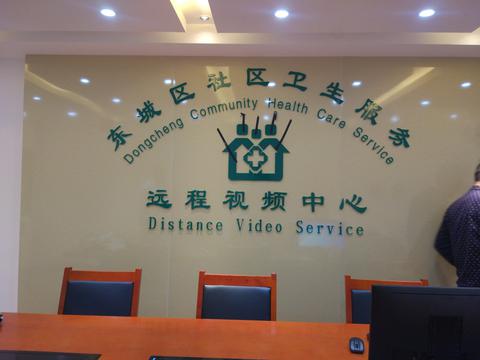 东城区社区卫生服务
Dongcheng Community Health Care Service
远程视频中心
Distance Video Service